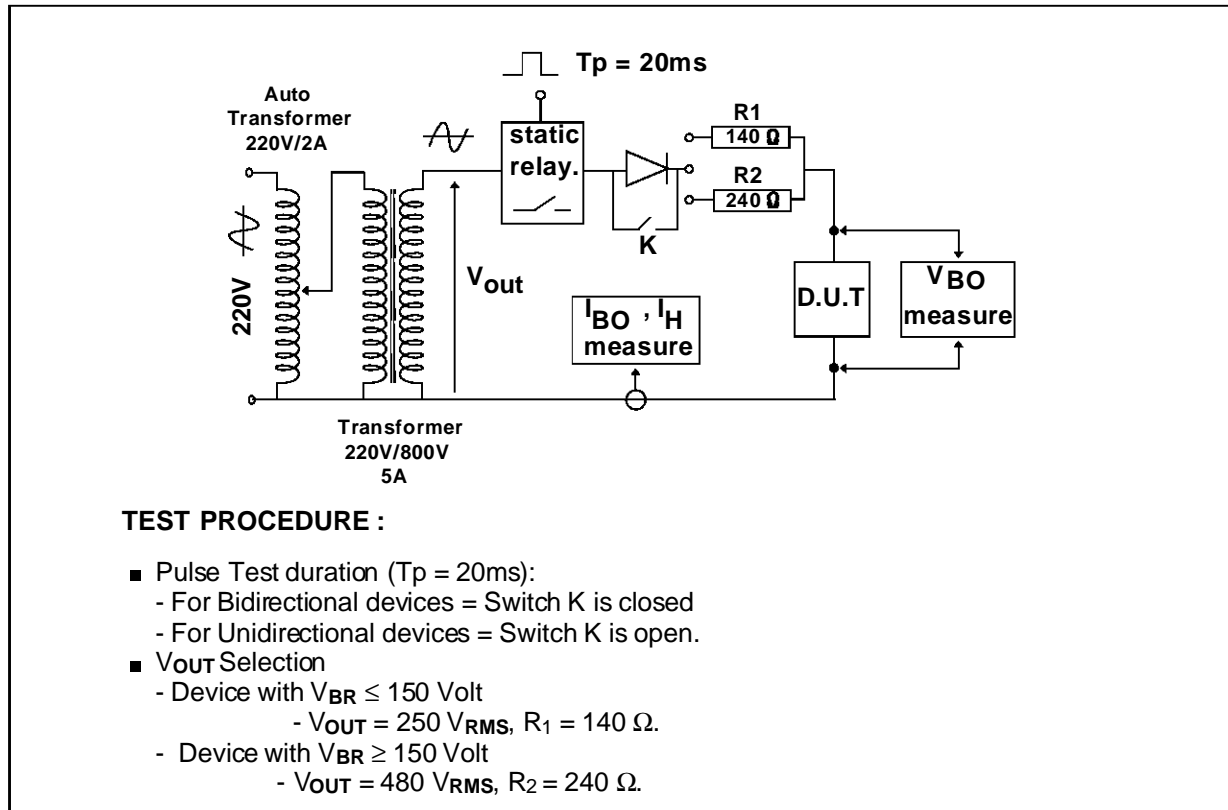 Tp = 20ms
Auto
Transformer
220V/2A
static
relay.
R1
140 Ω
R2
240 Ω
K
220V
Vout
IBO , IH
measure
D.U.T
VBO
measure
Transformer
220V/800V
5A
TEST PROCEDURE :
■ Pulse Test duration (Tp = 20ms):
- For Bidirectional devices = Switch K is closed
- For Unidirectional devices = Switch K is open.
■ VOUT Selection
- Device with VBR ≤ 150 Volt
- VOUT = 250 VRMS, R1 = 140 Ω.
- Device with VBR ≥ 150 Volt
- VOUT = 480 VRMS, R2 = 240 Ω.